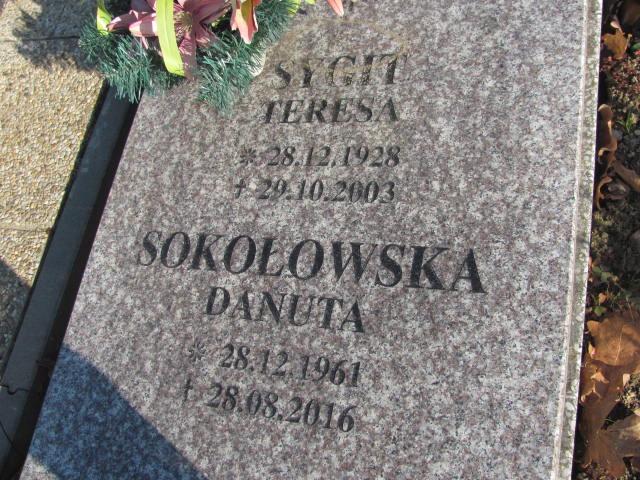 SYGIT
TERESA
* 28.12.1928
† 29.10.2003
SOKOŁOWSKA
DANUTA
* 28.12.1961
† 28.08.2016